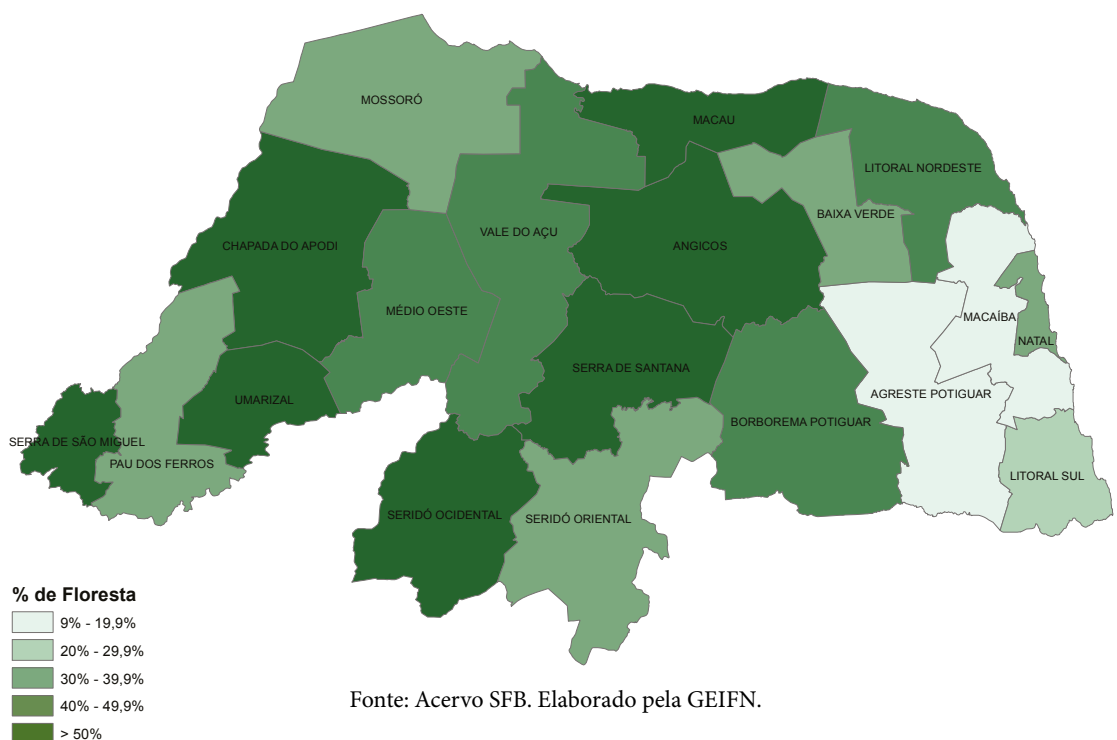 MOSSORÓ
MACAU
LITORAL NORDESTE
BAIXA VERDE
CHAPADA DO APODI
VALE DO AÇU
ANGICOS
MÉDIO OESTE
MACAÍBA
NATAL
SERRA DE SANTANA
AGRESTE POTIGUAR
UMARIZAL
BORBOREMA POTIGUAR
SERRA DE SÃO MIGUEL
PAU DOS FERROS
LITORAL SUL
SERIDÓ OCIDENTAL
SERIDÓ ORIENTAL
% de Floresta
9% - 19,9%
20% - 29,9%
30% - 39,9%
40% - 49,9%
> 50%
Fonte: Acervo SFB. Elaborado pela GEIFN.